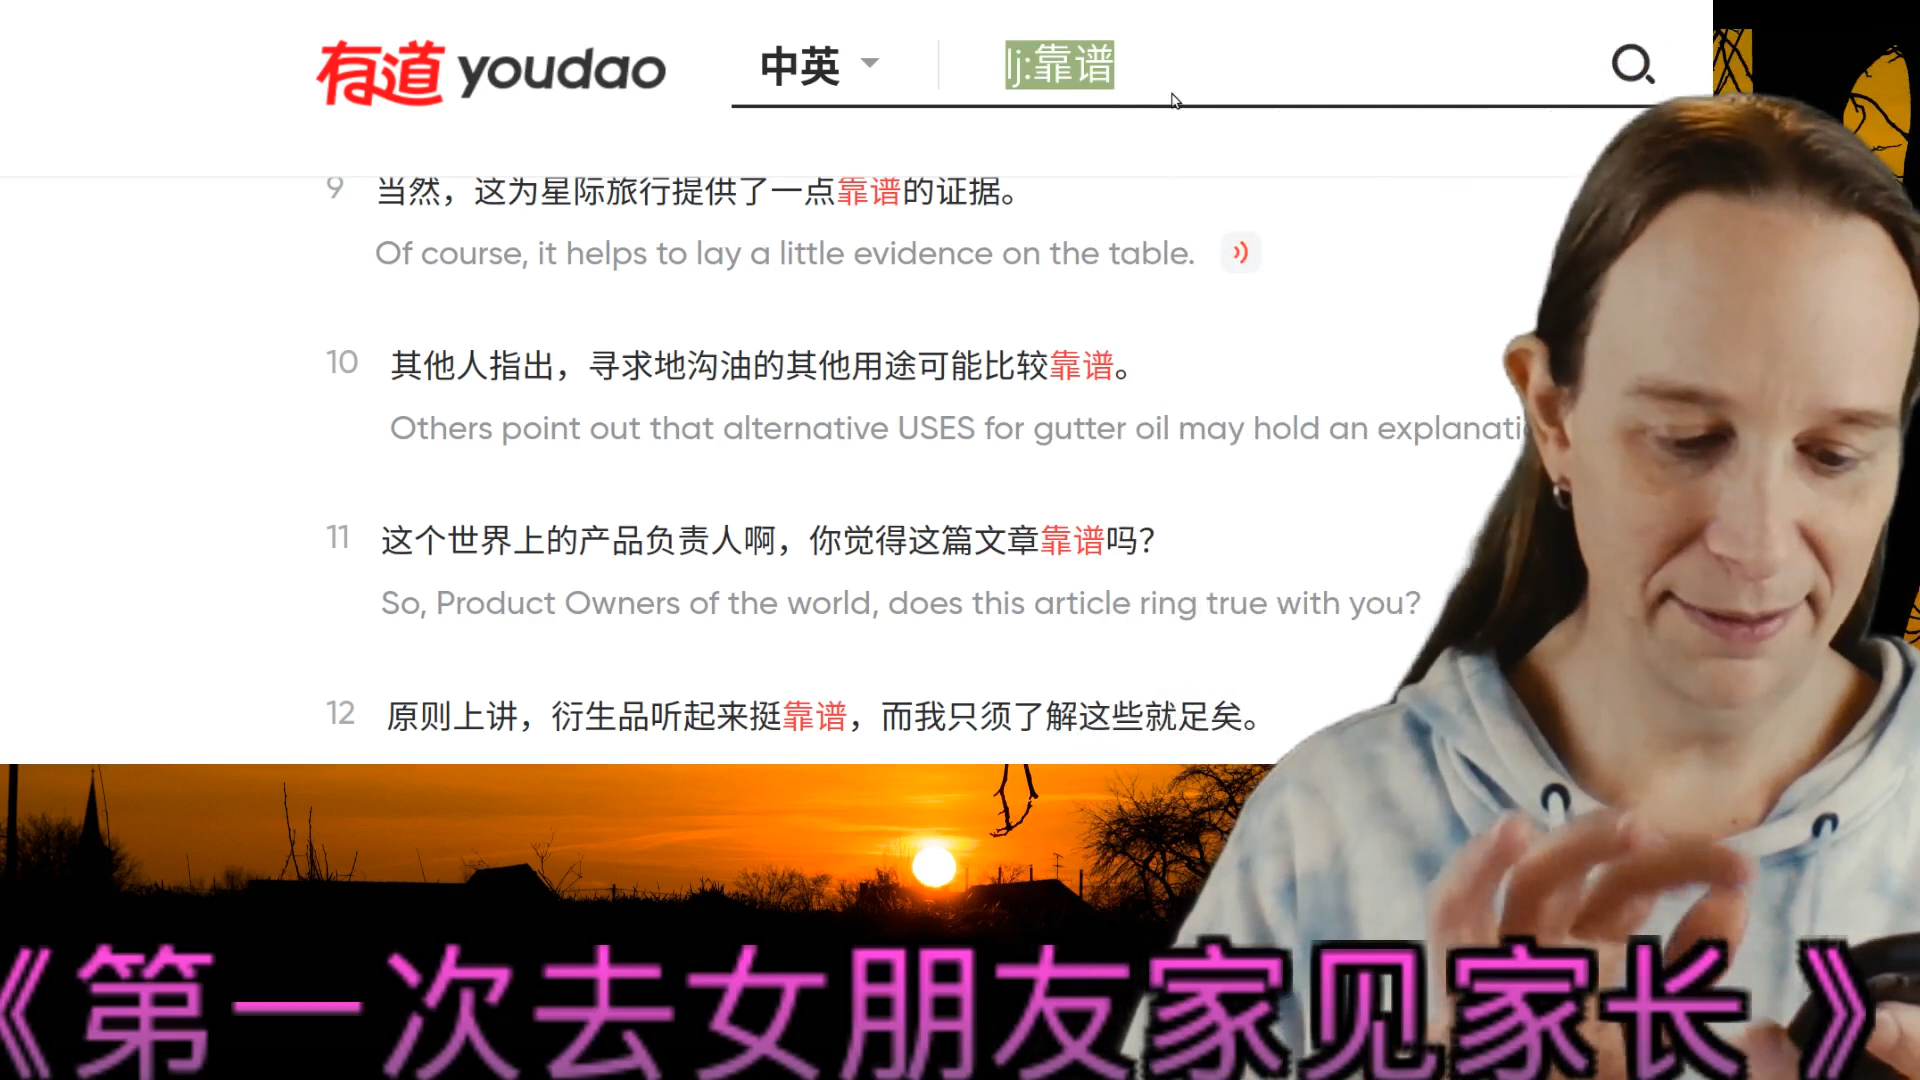 有道 youdao 中英 lj:靠谱
9 当然，这为星际旅行提供了一点靠谱的证据。
Of course, it helps to lay a little evidence on the table.
10 其他人指出，寻求地沟油的其他用途可能比较靠谱。
Others point out that alternative USES for gutter oil may hold an explanati
11 这个世界上的产品负责人啊，你觉得这篇文章靠谱吗？
So, Product Owners of the world, does this article ring true with you?
12 原则上讲，衍生品听起来挺靠谱，而我只须了解这些就足矣。
《第一次去女朋友家见家长》